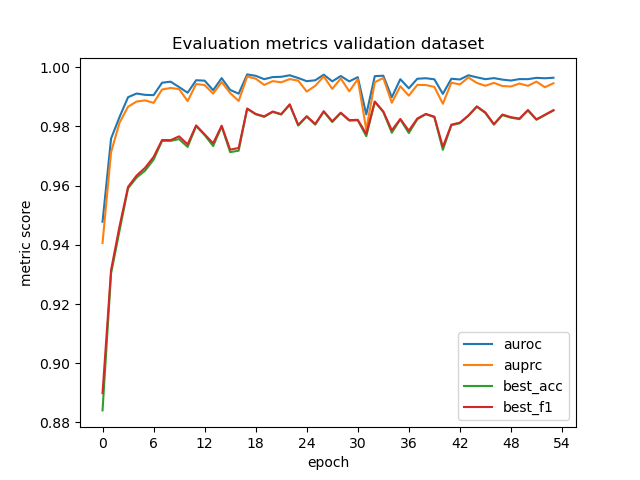 Evaluation metrics validation dataset
1.00
0.98
0.96
0.94
0.92
0.90
0.88
metric score
auroc
auprc
best_acc
best_f1
0 6 12 18 24 30 36 42 48 54
epoch